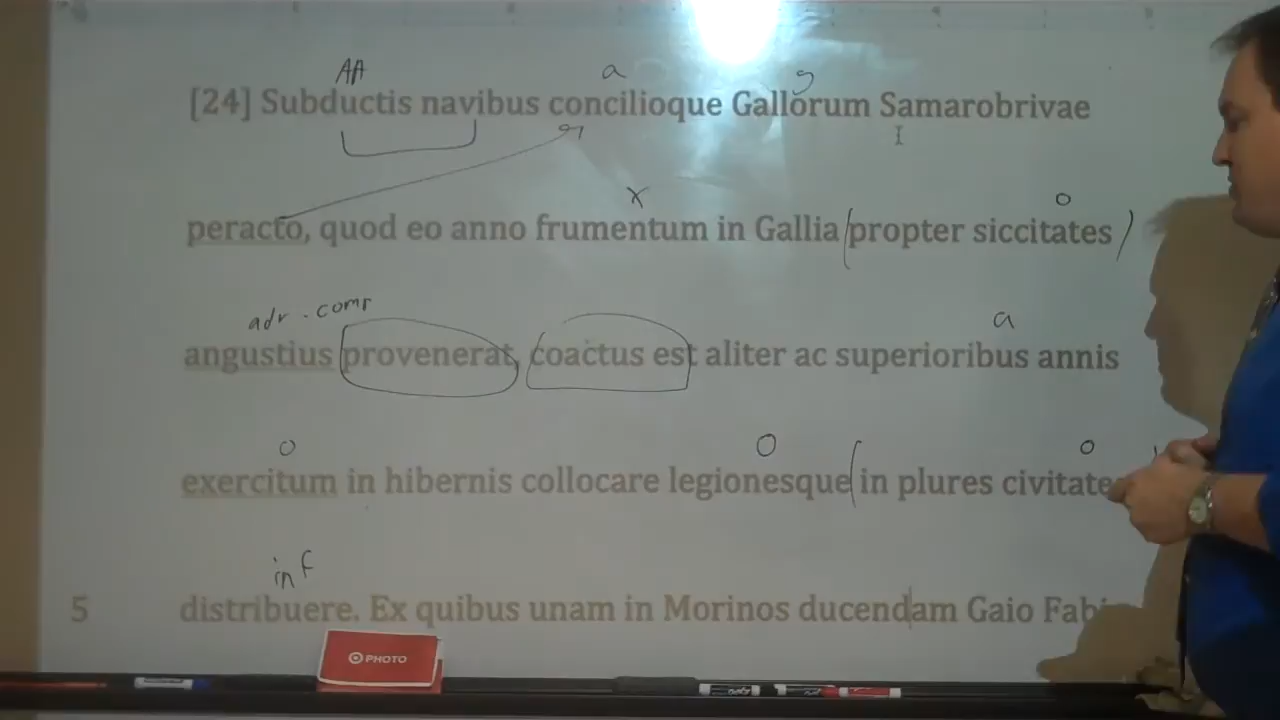 AA a g
[24] Subductis navibus concilioque Gallorum Samarobrivae
x o
peracto, quod eo anno frumentum in Gallia (propter siccitates)
adv. comp a
angustius provenerat, coactus est aliter ac superioribus annis
o o o
exercitum in hibernis collocare legionesque (in plures civitate
inf
5 distribuere. Ex quibus unam in Morinos ducendam Gaio Fabi
PHOTO